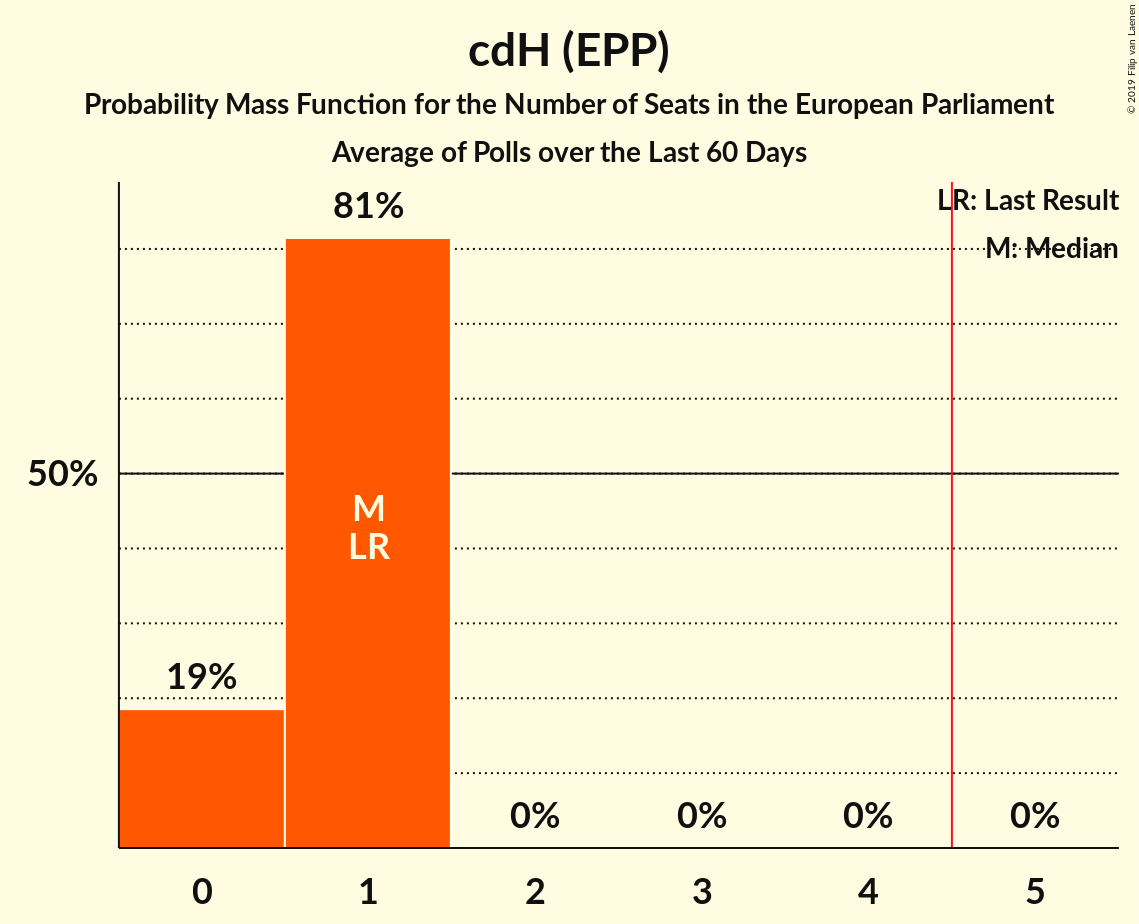 cdH (EPP)
Probability Mass Function for the Number of Seats in the European Parliament
Average of Polls over the Last 60 Days
© 2019 Filip van Laenen
LR: Last Result
M: Median
81%
50%
M
LR
19%
0%
0%
0%
0%
0
1
2
3
4
5